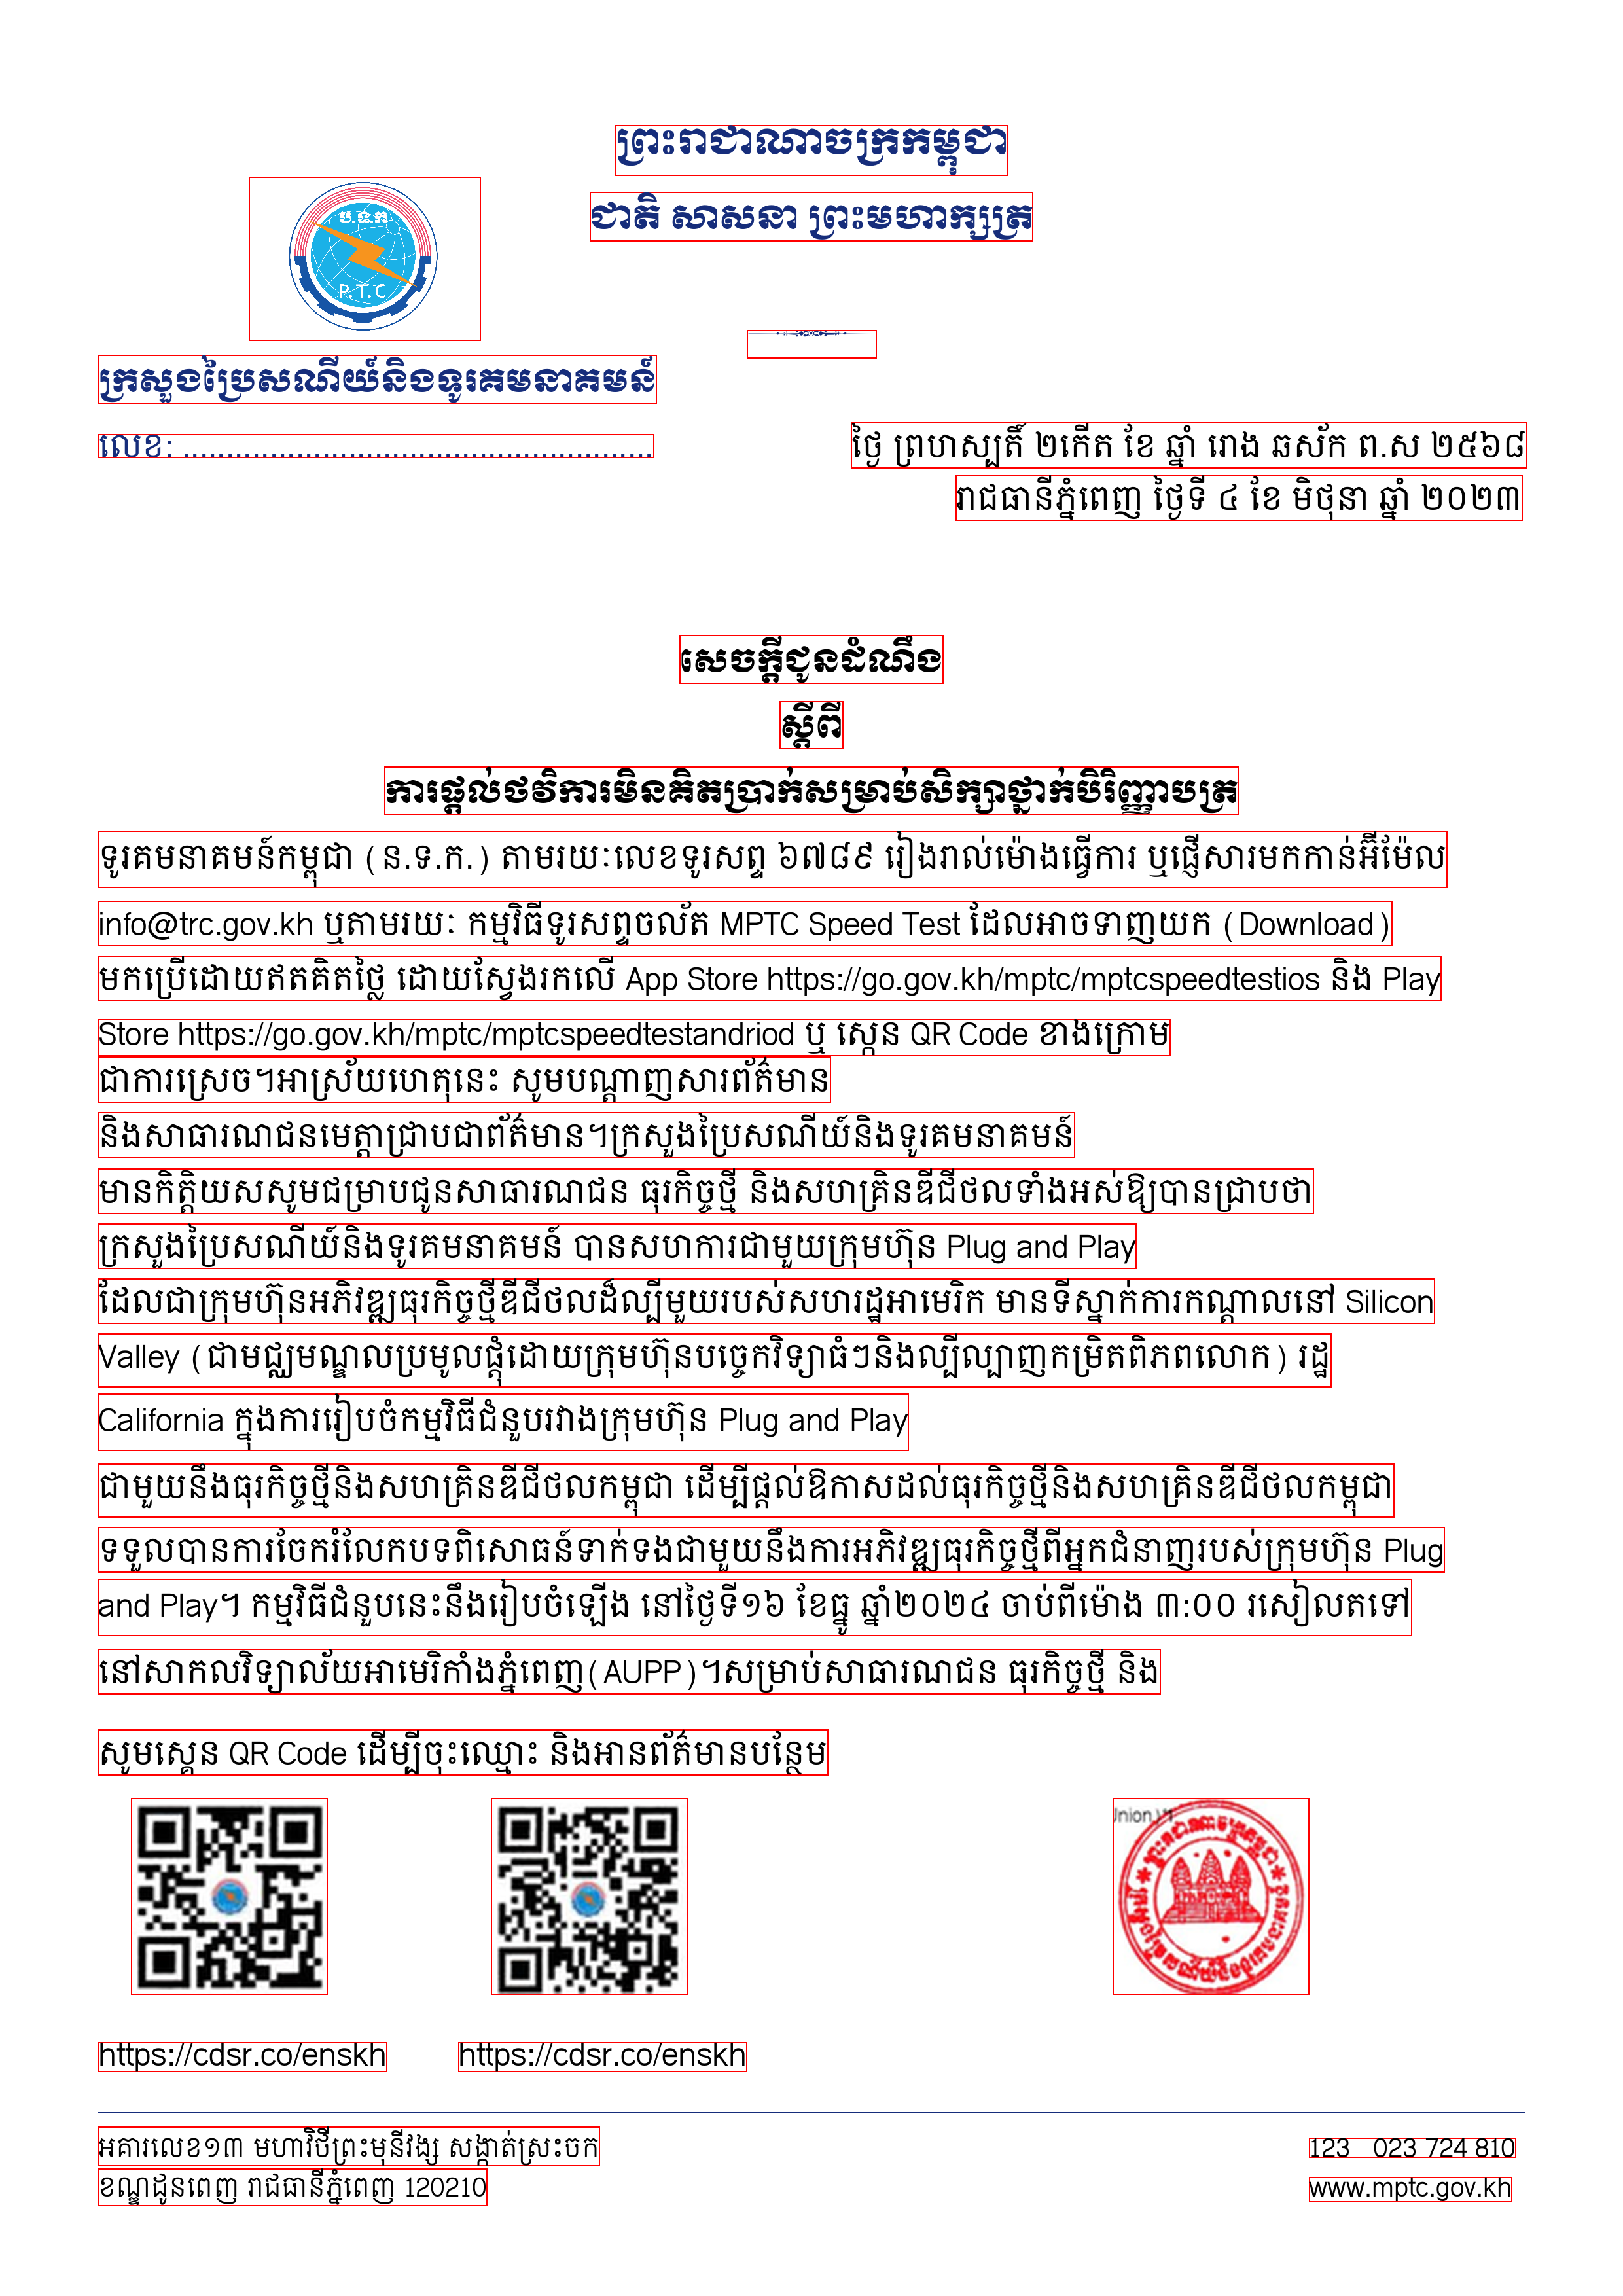 ព្រះរាជាណាចក្រកម្ពុជា
ជាតិ សាសនា ព្រះមហាក្សត្រ
ប.ទ.ក
P.T.C
ក្រសួងប្រៃសណីយ៍និងទូរគមនាគមន៍
លេខ: ......................................................
ថ្ងៃ ព្រហស្បតិ៍ ២កើត ខែ ឆ្នាំ រោង ឆស័ក ព.ស ២៥៦៨
រាជធានីភ្នំពេញ ថ្ងៃទី ៤ ខែ មិថុនា ឆ្នាំ ២០២៣
សេចក្តីជូនដំណឹង
ស្តីពី
ការផ្តល់ថវិការមិនគិតប្រាក់សម្រាប់សិក្សាថ្នាក់បរិរិញ្ញាបត្រ
ទូរគមនាគមន៍កម្ពុជា (ន.ទ.ក.) តាមរយៈលេខទូរសព្ទ ៦៧៨៩ រៀងរាល់ម៉ោងធ្វើការ ឬផ្ញើសារមកកាន់អ៊ីម៉ែល
info@trc.gov.kh ឬតាមរយៈ កម្មវិធីទូរសព្ទចល័ត MPTC Speed Test ដែលអាចទាញយក (Download)
មកប្រើដោយឥតគិតថ្លៃ ដោយស្វែងរកលើ App Store https://go.gov.kh/mptc/mptcspeedtestios និង Play
Store https://go.gov.kh/mptc/mptcspeedtestandriod ឬ ស្កេន QR Code ខាងក្រោម
ជាការស្រេច។អាស្រ័យហេតុនេះ សូមបណ្តាញសារព័ត៌មាន
និងសាធារណជនមេត្តាជ្រាបជាព័ត៌មាន។ក្រសួងប្រៃសណីយ៍និងទូរគមនាគមន៍
មានកិត្តិយសសូមជម្រាបជូនសាធារណជន ធុរកិច្ចថ្មី និងសហគ្រិនឌីជីថលទាំងអស់ឱ្យបានជ្រាបថា
ក្រសួងប្រៃសណីយ៍និងទូរគមនាគមន៍ បានសហការជាមួយក្រុមហ៊ុន Plug and Play
ដែលជាក្រុមហ៊ុនអភិវឌ្ឍធុរកិច្ចថ្មីឌីជីថលដ៏ល្បីមួយរបស់សហរដ្ឋអាមេរិក មានទីស្នាក់ការកណ្តាលនៅ Silicon
Valley (ជាមជ្ឈមណ្ឌលប្រមូលផ្តុំដោយក្រុមហ៊ុនបច្ចេកវិទ្យាធំៗនិងល្បីល្បាញកម្រិតពិភពលោក) រដ្ឋ
California ក្នុងការរៀបចំកម្មវិធីជំនួបរវាងក្រុមហ៊ុន Plug and Play
ជាមួយនឹងធុរកិច្ចថ្មីនិងសហគ្រិនឌីជីថលកម្ពុជា ដើម្បីផ្តល់ឱកាសដល់ធុរកិច្ចថ្មីនិងសហគ្រិនឌីជីថលកម្ពុជា
ទទួលបានការចែករំលែកបទពិសោធន៍ទាក់ទងជាមួយនឹងការអភិវឌ្ឍធុរកិច្ចថ្មីពីអ្នកជំនាញរបស់ក្រុមហ៊ុន Plug
and Play។ កម្មវិធីជំនួបនេះនឹងរៀបចំឡើង នៅថ្ងៃទី១៦ ខែធ្នូ ឆ្នាំ២០២៤ ចាប់ពីម៉ោង ៣:០០ រសៀលតទៅ
នៅសាកលវិទ្យាល័យអាមេរិកាំងភ្នំពេញ(AUPP)។សម្រាប់សាធារណជន ធុរកិច្ចថ្មី និង
សូមស្គេន QR Code ដើម្បីចុះឈ្មោះ និងអានព័ត៌មានបន្ថែម
ព្រះរាជាណាចក្រកម្ពុជា
ក្រសួងប្រៃសណីយ៍និងទូរគមនាគមន៍
https://cdsr.co/enskh https://cdsr.co/enskh
អគារលេខ១៣ មហាវិថីព្រះមុនីវង្ស សង្កាត់ស្រះចក
123 023 724 810
ខណ្ឌដូនពេញ រាជធានីភ្នំពេញ 120210
www.mptc.gov.kh